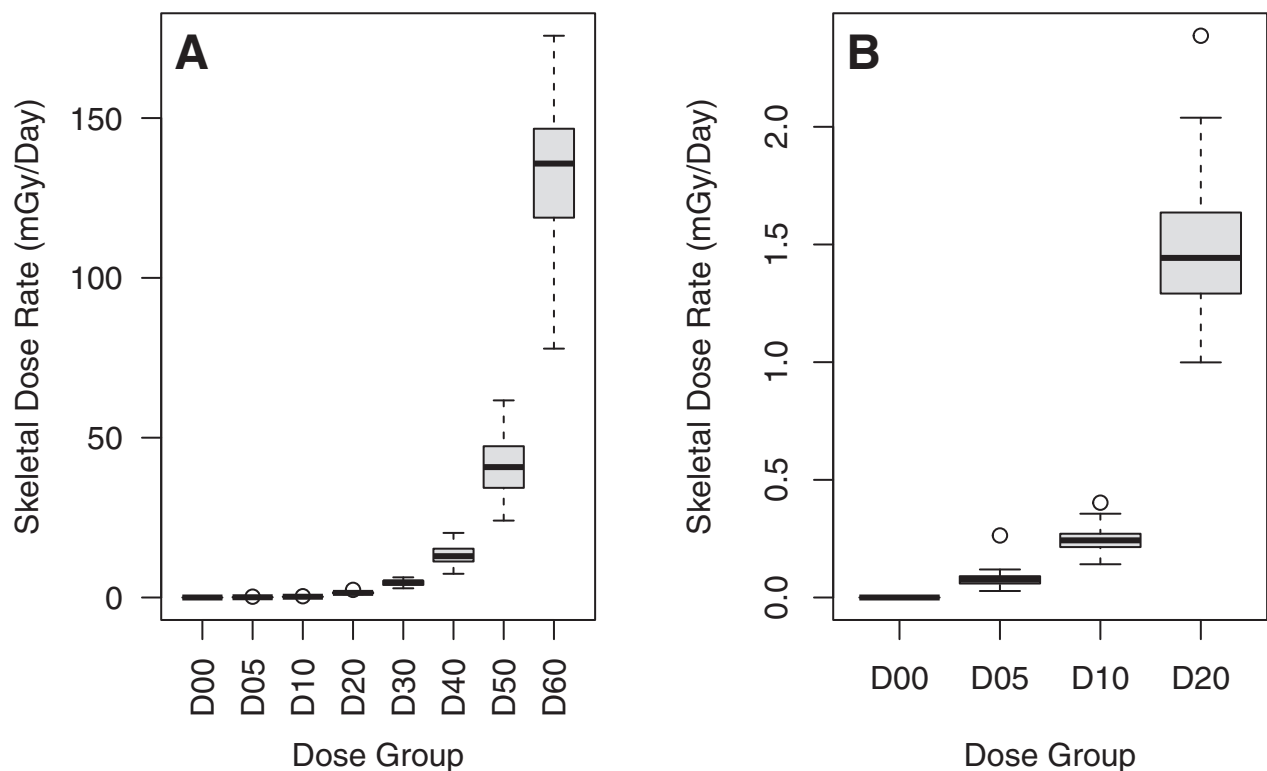 A
Skeletal Dose Rate (mGy/Day)
150
100
50
0
D00 D05 D10 D20 D30 D40 D50 D60
Dose Group
B
Skeletal Dose Rate (mGy/Day)
2.0
1.5
1.0
0.5
0.0
D00 D05 D10 D20
Dose Group